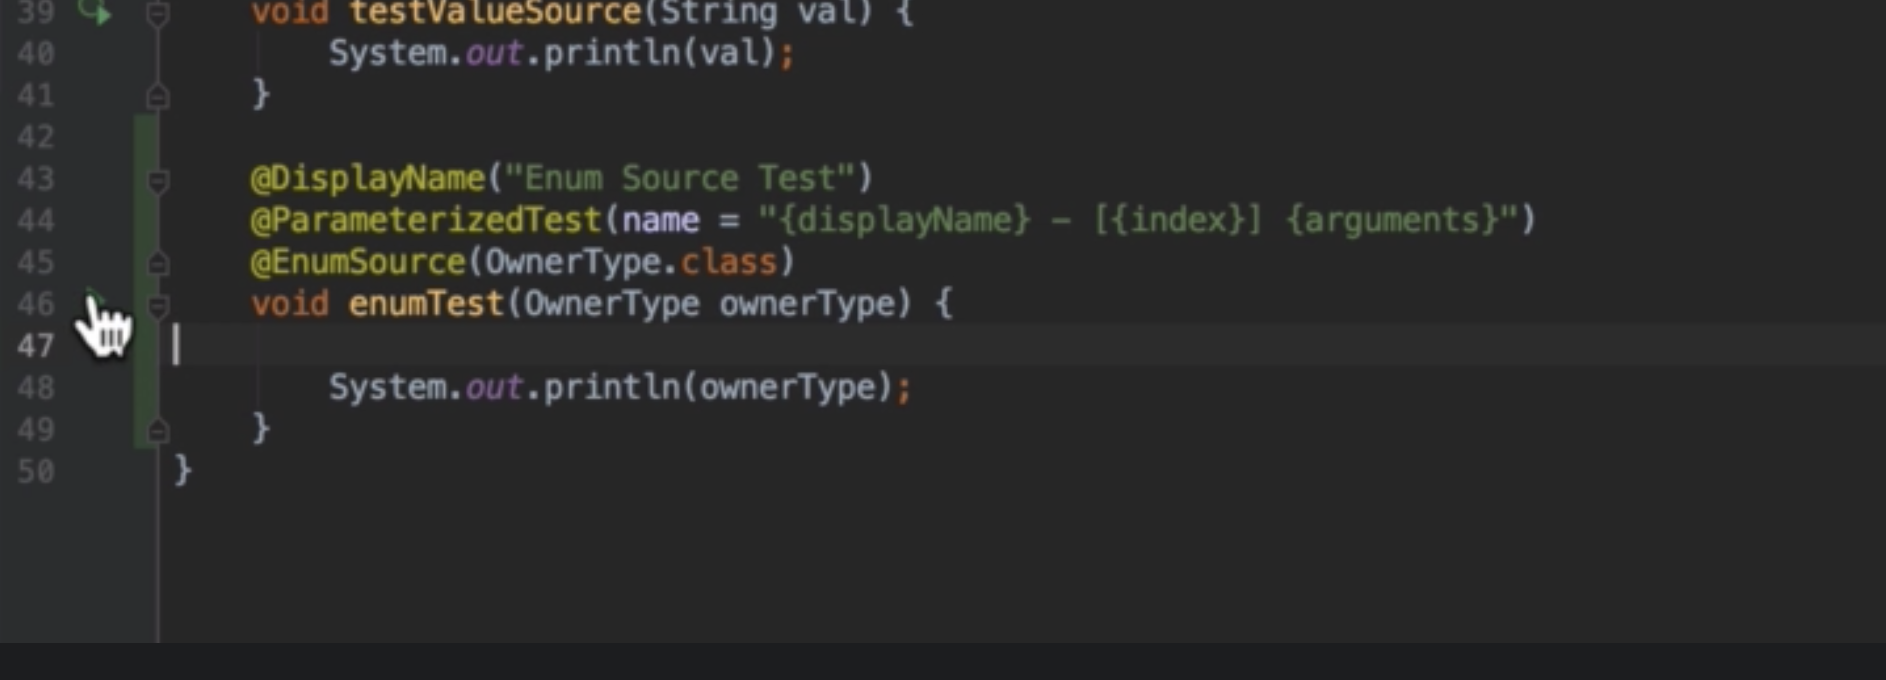 39 void testValueSource(String val) {
40 System.out.println(val);
41 }
42
43 @DisplayName("Enum Source Test")
44 @ParameterizedTest(name = "{displayName} - [{index}] {arguments}")
45 @EnumSource(OwnerType.class)
46 void enumTest(OwnerType ownerType) {
47
48 System.out.println(ownerType);
49 }
50 }